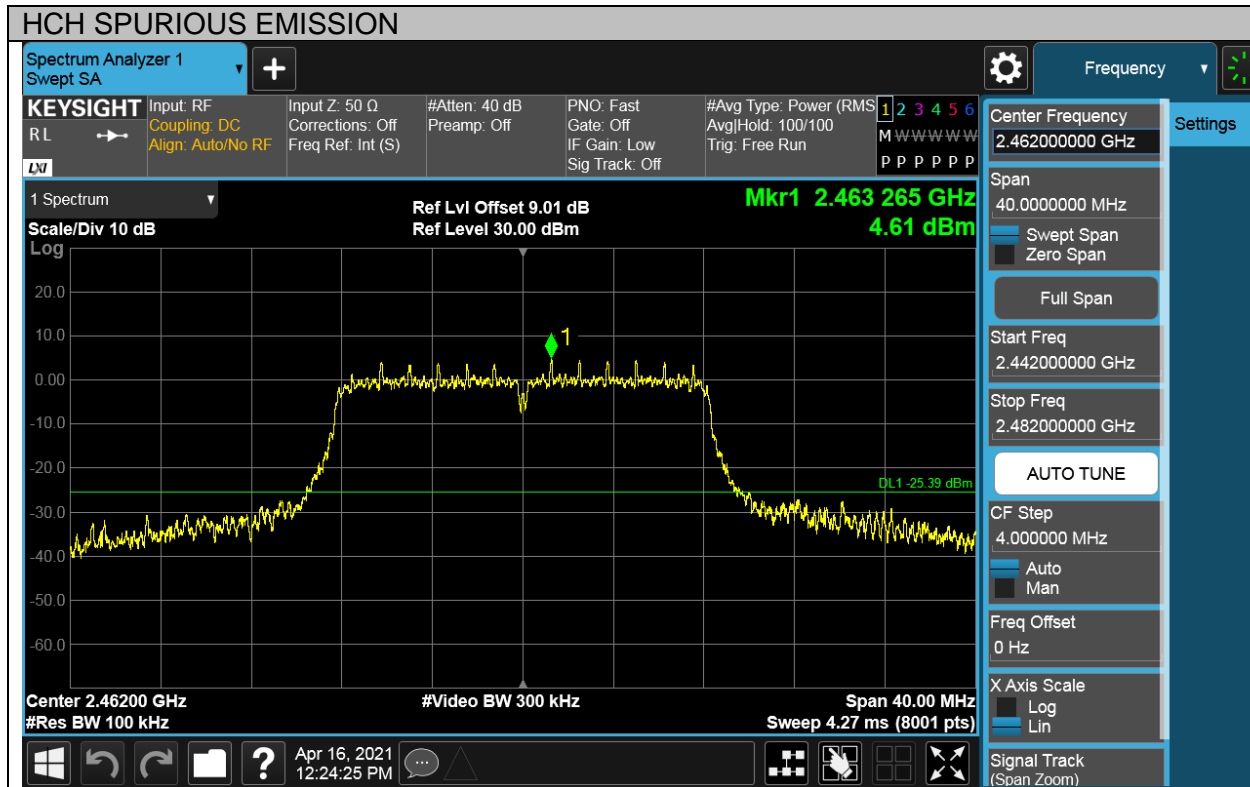 HCH SPURIOUS EMISSION
Spectrum Analyzer 1
Swept SA
Frequency
KEYSIGHT
RL
LXI
Input: RF
Coupling: DC
Align: Auto/No RF
Input Z: 50 Ω
Corrections: Off
Freq Ref: Int (S)
#Atten: 40 dB
Preamp: Off
PNO: Fast
Gate: Off
IF Gain: Low
Sig Track: Off
#Avg Type: Power (RMS
Avg|Hold: 100/100
Trig: Free Run
1 2 3 4 5 6
M W W W W W
P P P P P P
1 Spectrum
Scale/Div 10 dB
Log
Ref Lvl Offset 9.01 dB
Ref Level 30.00 dBm
Mkr1 2.463 265 GHz
4.61 dBm
20.0
10.0
0.00
-10.0
-20.0
-30.0
-40.0
-50.0
-60.0
1
DL1 -25.39 dBm
Center 2.46200 GHz
#Res BW 100 kHz
#Video BW 300 kHz
Span 40.00 MHz
Sweep 4.27 ms (8001 pts)
Center Frequency
2.462000000 GHz
Settings
Span
40.0000000 MHz
Swept Span
Zero Span
Full Span
Start Freq
2.442000000 GHz
Stop Freq
2.482000000 GHz
AUTO TUNE
CF Step
4.000000 MHz
Auto
Man
Freq Offset
0 Hz
X Axis Scale
Log
Lin
Signal Track
(Span Zoom)
?
Apr 16, 2021
12:24:25 PM